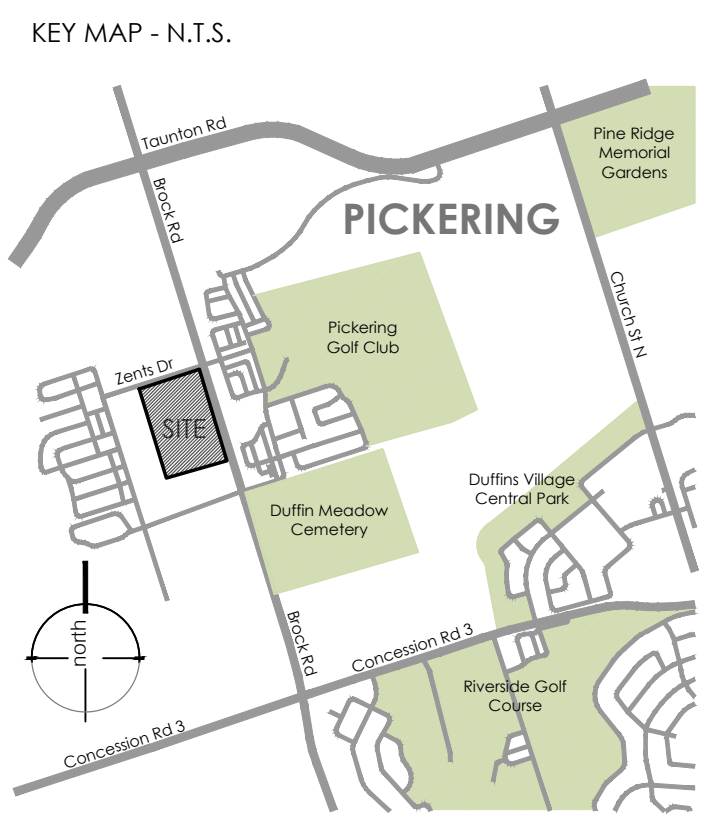 KEY MAP - N.T.S.
Taunton Rd
Pine Ridge
Memorial
Gardens
Brock Rd
PICKERING
Church St N
Pickering
Golf Club
Zents Dr
SITE
Duffins Village
Central Park
Duffin Meadow
Cemetery
north
Brock Rd
Concession Rd 3
Riverside Golf
Course
Concession Rd 3